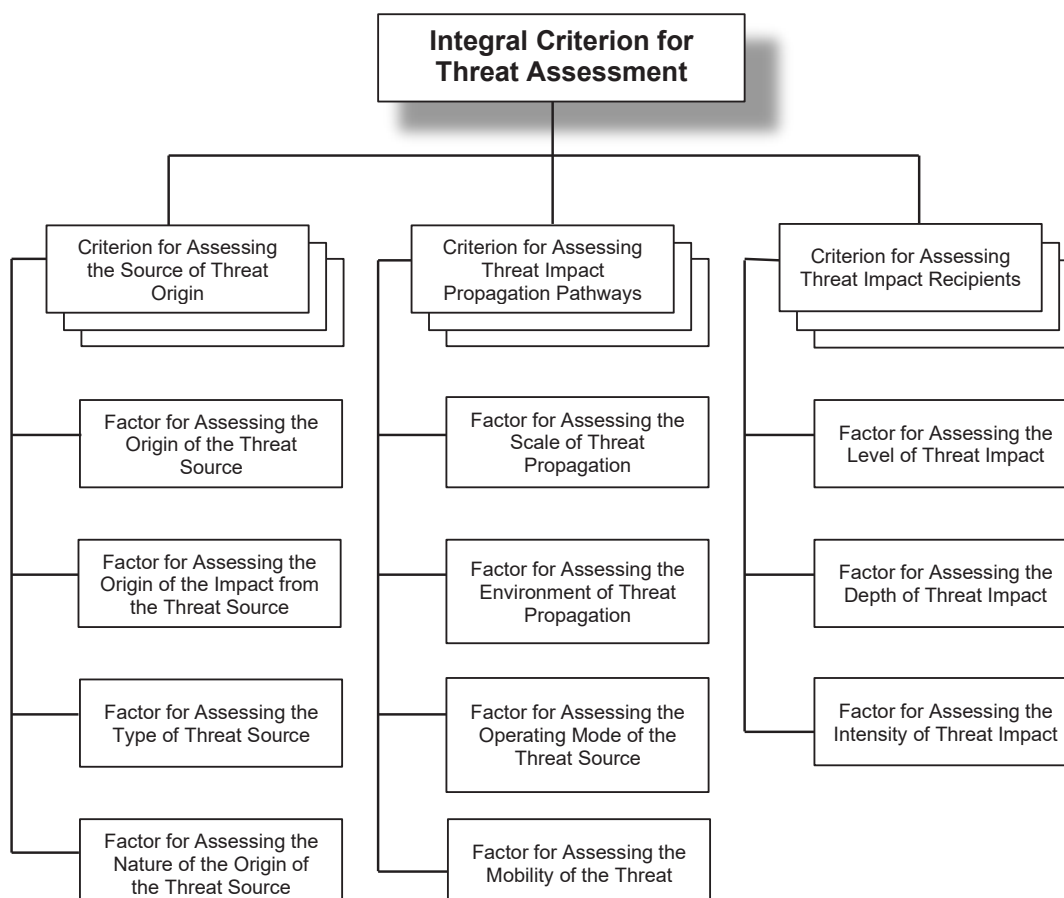 Integral Criterion for
Threat Assessment
Criterion for Assessing
the Source of Threat
Origin
Factor for Assessing the
Origin of the Threat
Source
Factor for Assessing the
Origin of the Impact from
the Threat Source
Factor for Assessing the
Type of Threat Source
Factor for Assessing the
Nature of the Origin of
the Threat Source
Criterion for Assessing
Threat Impact
Propagation Pathways
Factor for Assessing the
Scale of Threat
Propagation
Factor for Assessing the
Environment of Threat
Propagation
Factor for Assessing the
Operating Mode of the
Threat Source
Factor for Assessing the
Mobility of the Threat
Criterion for Assessing
Threat Impact Recipients
Factor for Assessing the
Level of Threat Impact
Factor for Assessing the
Depth of Threat Impact
Factor for Assessing the
Intensity of Threat Impact